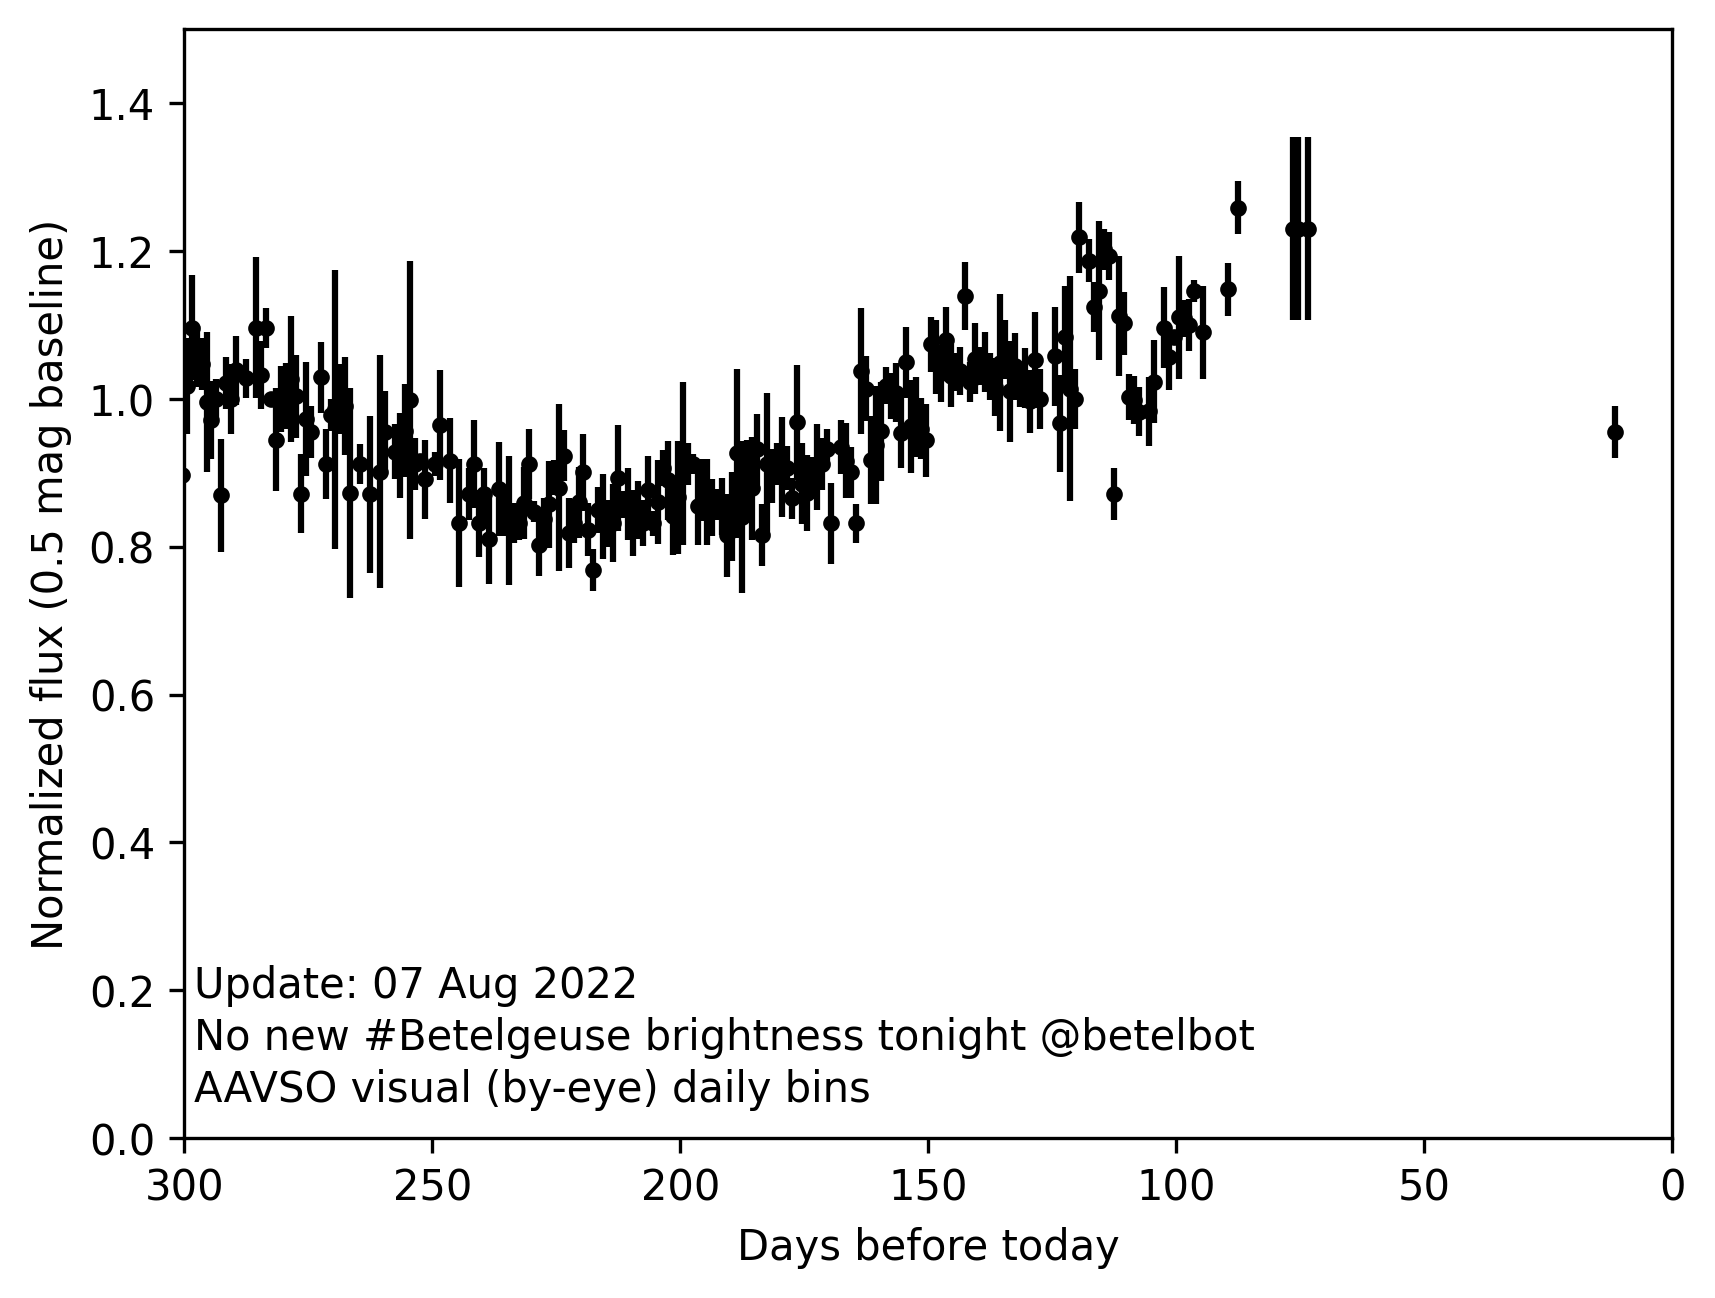 Normalized flux (0.5 mag baseline)
1.4
1.2
1.0
0.8
0.6
0.4
0.2
0.0
Update: 07 Aug 2022
No new #Betelgeuse brightness tonight @betelbot
AAVSO visual (by-eye) daily bins
300 250 200 150 100 50 0
Days before today